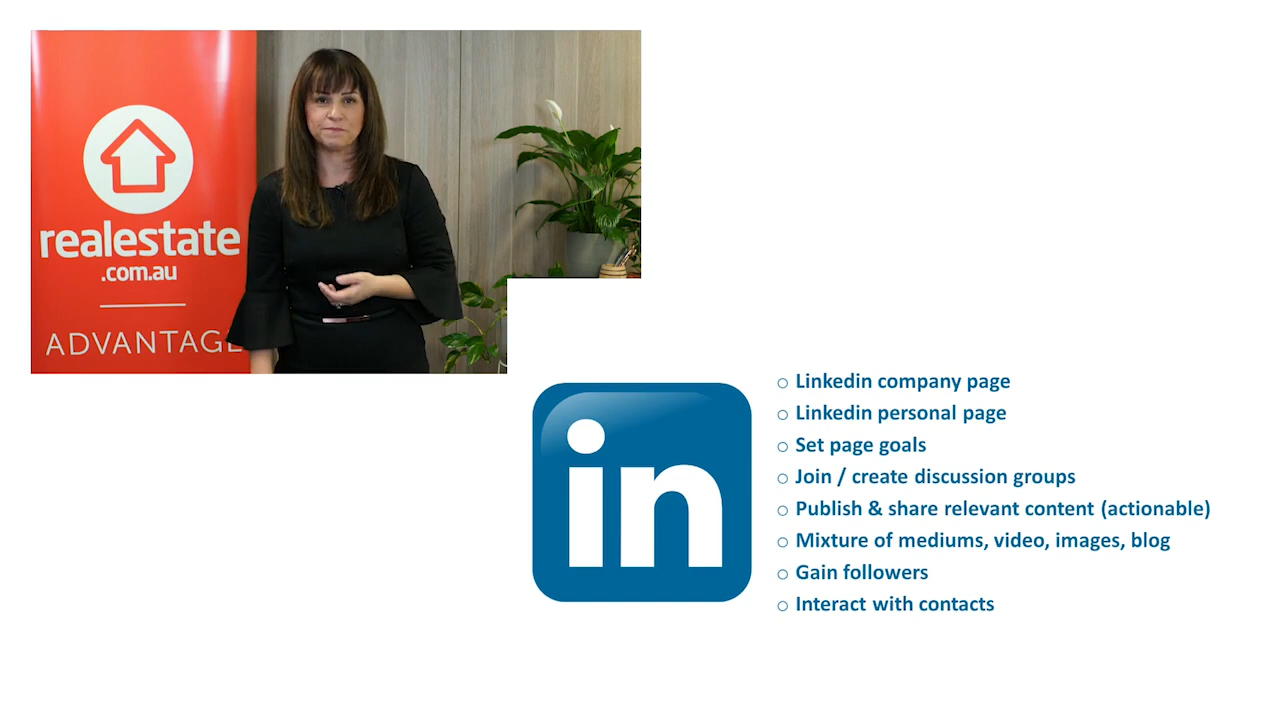 realestate
.com.au
ADVANTAGE
in
Linkedin company page
Linkedin personal page
Set page goals
Join / create discussion groups
Publish & share relevant content (actionable)
Mixture of mediums, video, images, blog
Gain followers
Interact with contacts